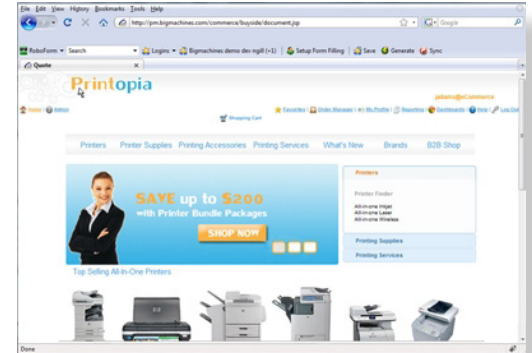 File Edit View History Bookmarks Tools Help
http://pm.bigmachines.com/commerce/buyside/document.jsp
Google
RoboForm Search Logins Bigmachines demo dev ngill (+1) Setup Form Filling Save Generate Sync
Quote
Printopia
Home Admin
Favorites Order Manager My Profile Reporting Dashboards Help Log Out
Shopping Cart
Printers Printer Supplies Printing Accessories Printing Services What's New Brands B2B Shop
SAVE up to $200
with Printer Bundle Packages
SHOP NOW
Printers
Printer Finder
All-in-one Inkjet
All-in-one Laser
All-in-one Wireless
Printing Supplies
Printing Services
Top Selling All-In-One Printers
Done